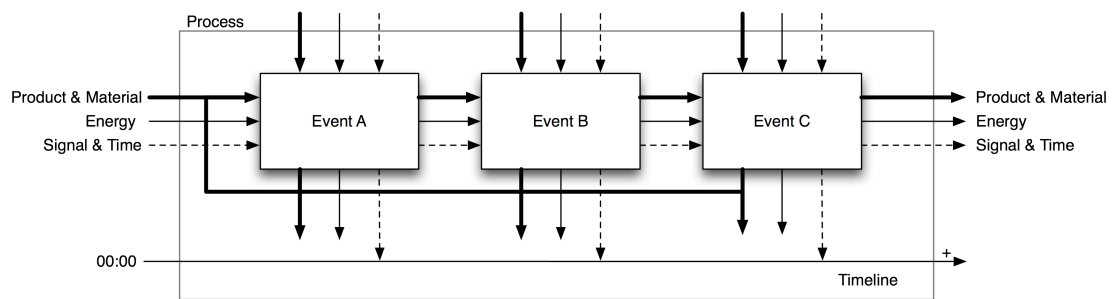 Process
Product & Material
Energy
Signal & Time
Event A
Event B
Event C
Product & Material
Energy
Signal & Time
00:00
+
Timeline